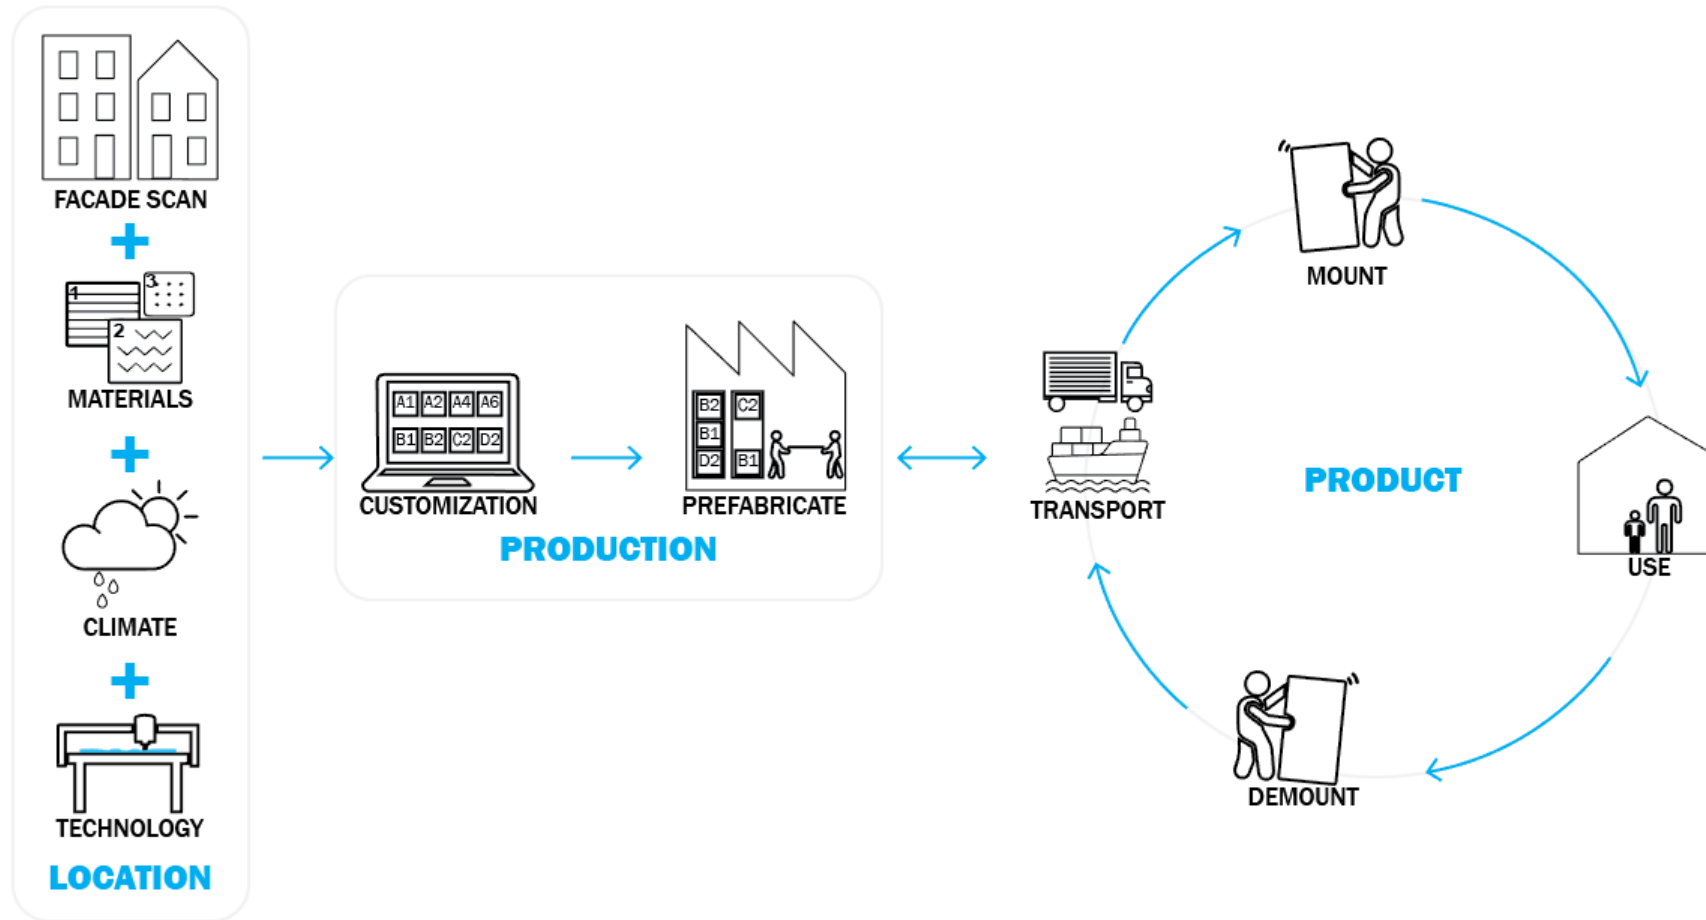 FACADE SCAN
1
3
2
MATERIALS
CLIMATE
TECHNOLOGY
LOCATION
A1 A2 A4 A6
B1 B2 C2 D2
CUSTOMIZATION
B2 C2
B1
D2 B1
PREFABRICATE
PRODUCTION
MOUNT
TRANSPORT
PRODUCT
USE
DEMOUNT